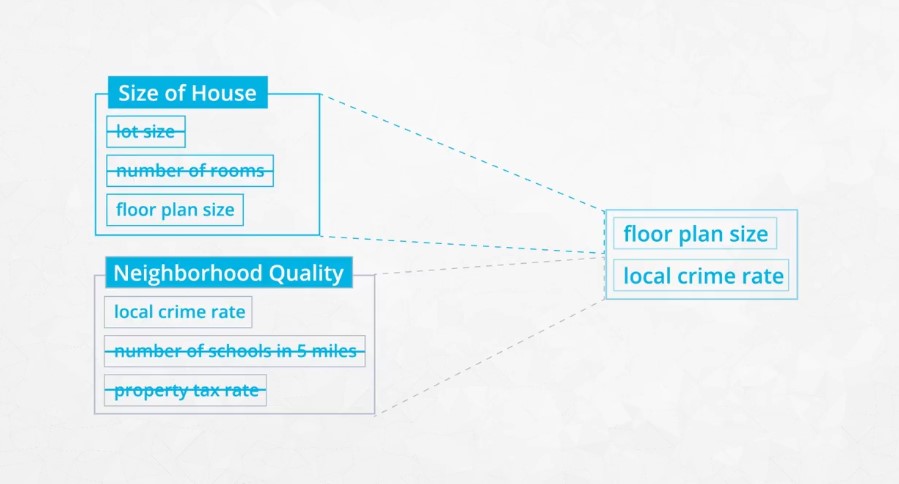 Size of House
lot size
number of rooms
floor plan size
Neighborhood Quality
local crime rate
number of schools in 5 miles
property tax rate
floor plan size
local crime rate